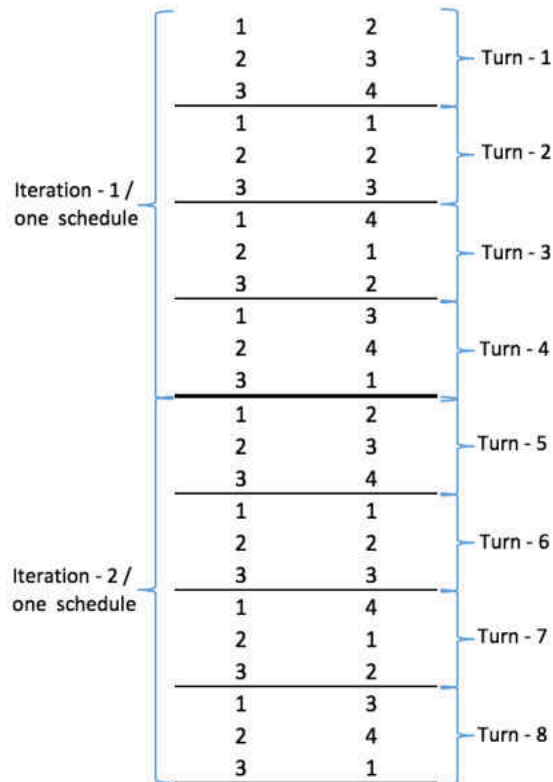 1 2
2 3 Turn - 1
3 4
1 1
2 2 Turn - 2
3 3
Iteration - 1 /
one schedule
1 4
2 1 Turn - 3
3 2
1 3
2 4 Turn - 4
3 1
1 2
2 3 Turn - 5
3 4
1 1
2 2 Turn - 6
3 3
Iteration - 2 /
one schedule
1 4
2 1 Turn - 7
3 2
1 3
2 4 Turn - 8
3 1